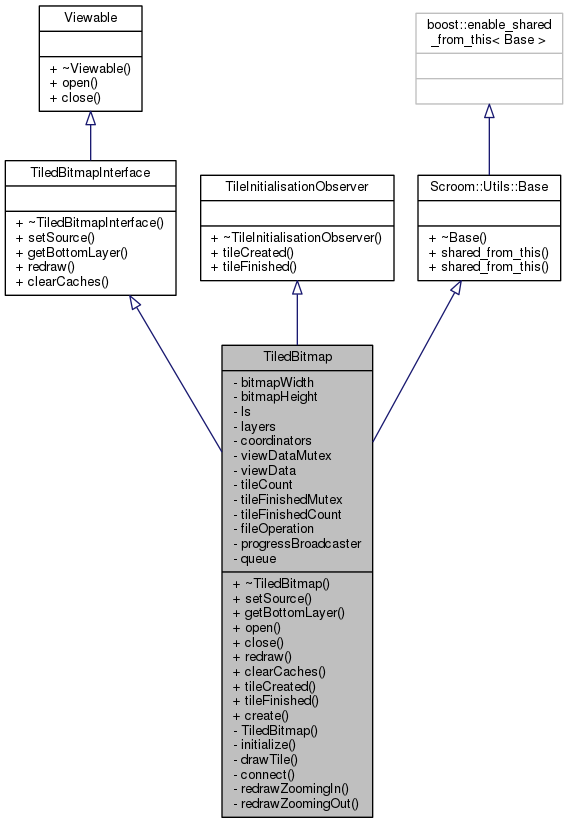 Viewable
+ ~Viewable()
+ open()
+ close()
boost::enable_shared
_from_this< Base >
TiledBitmapInterface
+ ~TiledBitmapInterface()
+ setSource()
+ getBottomLayer()
+ redraw()
+ clearCaches()
TileInitialisationObserver
+ ~TileInitialisationObserver()
+ tileCreated()
+ tileFinished()
Scroom::Utils::Base
+ ~Base()
+ shared_from_this()
+ shared_from_this()
TiledBitmap
- bitmapWidth
- bitmapHeight
- ls
- layers
- coordinators
- viewDataMutex
- viewData
- tileCount
- tileFinishedMutex
- tileFinishedCount
- fileOperation
- progressBroadcaster
- queue
+ ~TiledBitmap()
+ setSource()
+ getBottomLayer()
+ open()
+ close()
+ redraw()
+ clearCaches()
+ tileCreated()
+ tileFinished()
+ create()
- TiledBitmap()
- initialize()
- drawTile()
- connect()
- redrawZoomingIn()
- redrawZoomingOut()